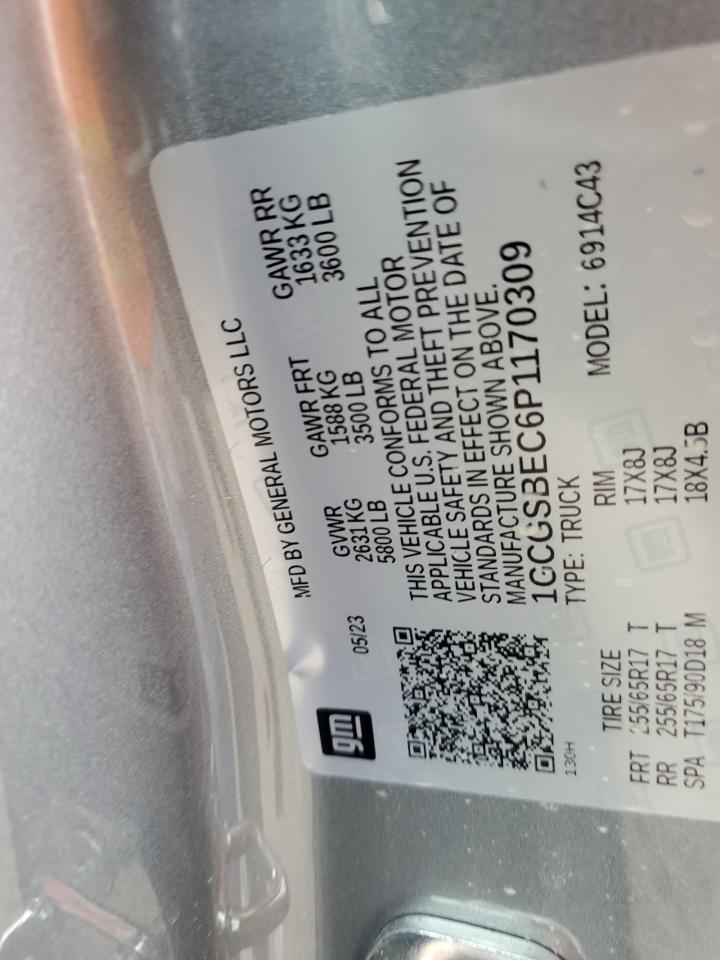 MFD BY GENERAL MOTORS LLC
gm
05/23
GVWR GAWR FRT GAWR RR
2631 KG 1588 KG 1633 KG
5800 LB 3500 LB 3600 LB
THIS VEHICLE CONFORMS TO ALL
APPLICABLE U.S. FEDERAL MOTOR
VEHICLE SAFETY AND THEFT PREVENTION
STANDARDS IN EFFECT ON THE DATE OF
MANUFACTURE SHOWN ABOVE.
1GCGSBEC6P1170309
130H
TYPE: TRUCK MODEL: 6914C43
TIRE SIZE RIM
FRT 255/65R17 T 17X8J
RR 255/65R17 T 17X8J
SPA T175/90D18 M 18X4.5B